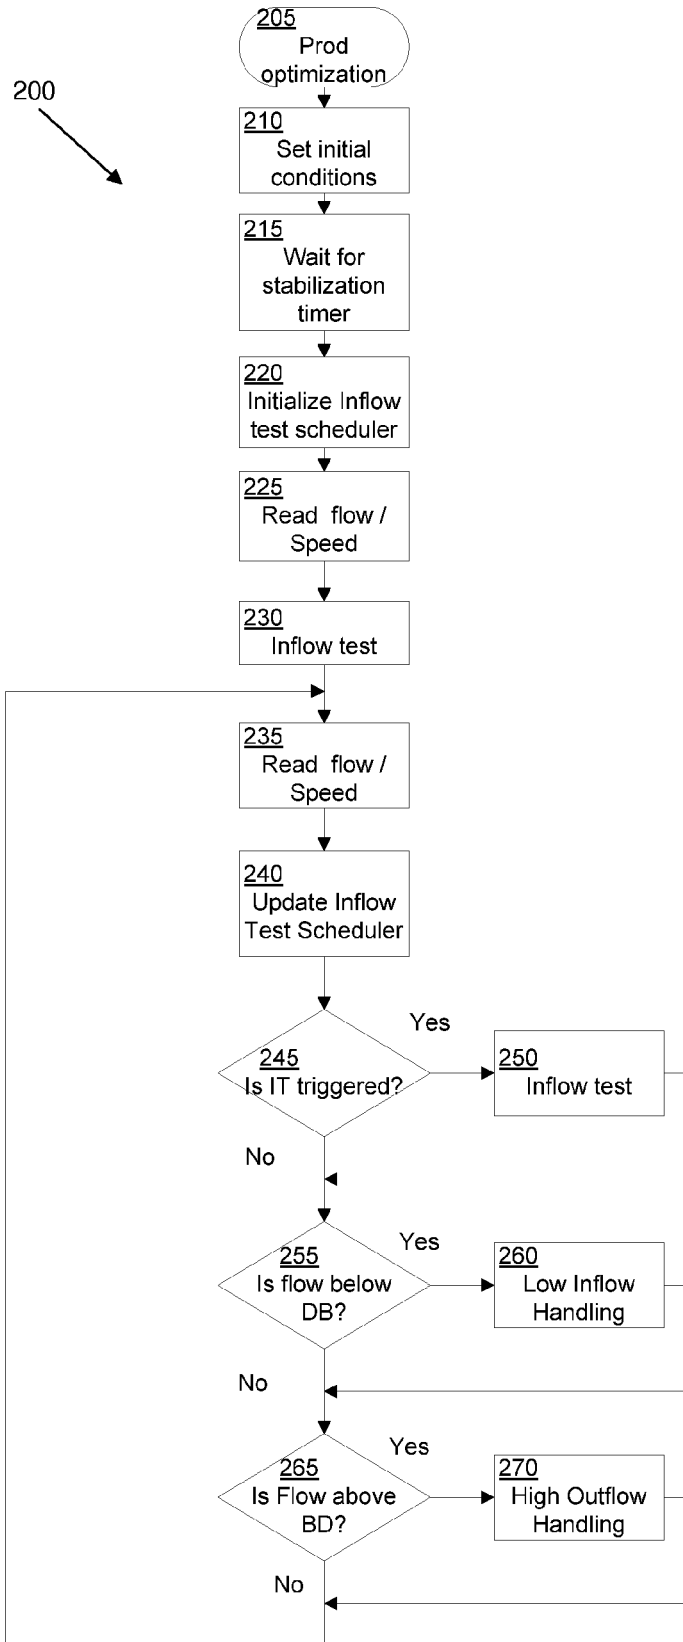 205
Prod
optimization
200
210
Set initial
conditions
215
Wait for
stabilization
timer
220
Initialize Inflow
test scheduler
225
Read flow /
Speed
230
Inflow test
235
Read flow /
Speed
240
Update Inflow
Test Scheduler
Yes
245
Is IT triggered?
250
Inflow test
No
Yes
255
Is flow below
DB?
260
Low Inflow
Handling
No
Yes
265
Is Flow above
BD?
270
High Outflow
Handling
No